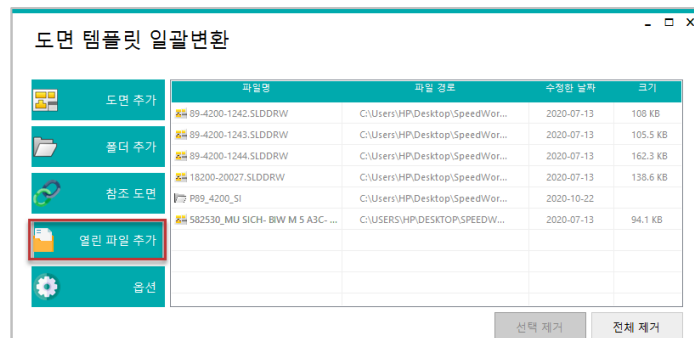 도면 템플릿 일괄변환
도면 추가
폴더 추가
참조 도면
열린 파일 추가
옵션
파일명 파일 경로 수정한 날짜 크기
89-4200-1242.SLDDRW C:\Users\HP\Desktop\SpeedWor... 2020-07-13 108 KB
89-4200-1243.SLDDRW C:\Users\HP\Desktop\SpeedWor... 2020-07-13 105.5 KB
89-4200-1244.SLDDRW C:\Users\HP\Desktop\SpeedWor... 2020-07-13 162.3 KB
18200-20027.SLDDRW C:\Users\HP\Desktop\SpeedWor... 2020-07-13 138.6 KB
P89_4200_SI C:\Users\HP\Desktop\SpeedWor... 2020-10-22
582530_MU SICH- BIW M 5 A3C- ... C:\USERS\HP\DESKTOP\SPEEDW... 2020-07-13 94.1 KB
선택 제거 전체 제거